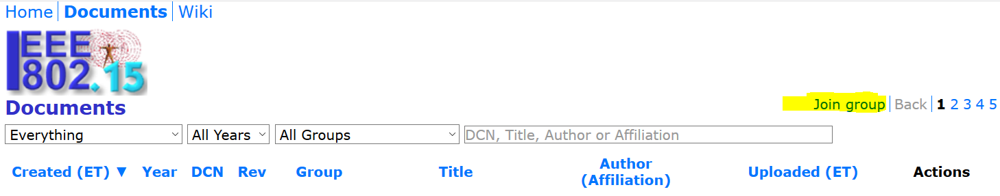 Home Documents Wiki
IEEE
802.15
Documents
Join group Back 1 2 3 4 5
Everything All Years All Groups DCN, Title, Author or Affiliation
Created (ET) ▼ Year DCN Rev Group Title Author (Affiliation) Uploaded (ET) Actions